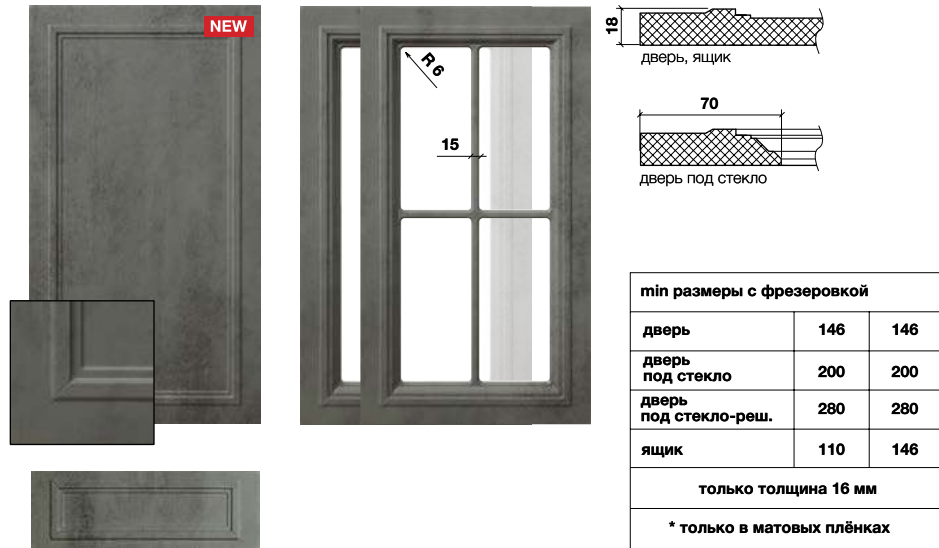 NEW
R 6
15
18
дверь, ящик
70
дверь под стекло
min размеры с фрезеровкой
дверь 146 146
дверь
под стекло 200 200
дверь
под стекло-реш. 280 280
ящик 110 146
только толщина 16 мм
* только в матовых плёнках